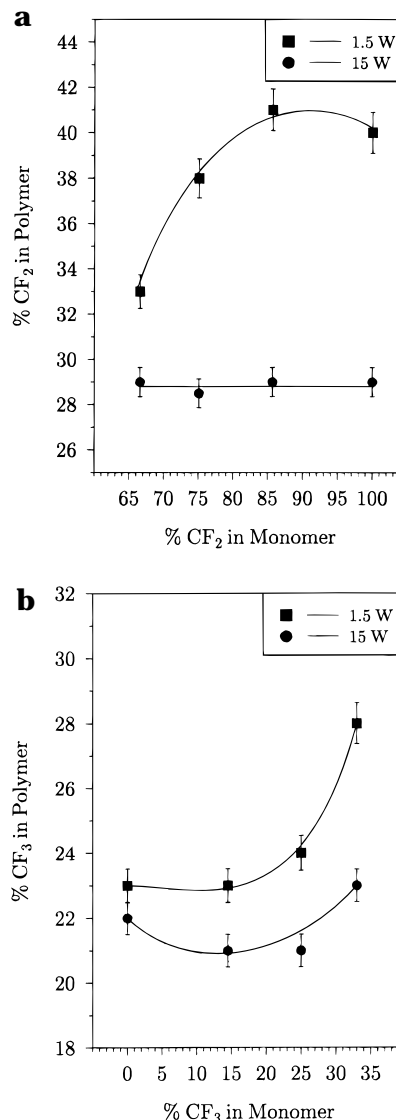 a
44
42
40
38
36
34
32
30
28
26
% CF₂ in Polymer
1.5 W
15 W
65 70 75 80 85 90 95 100
% CF₂ in Monomer
b
32
30
28
26
24
22
20
18
% CF₃ in Polymer
1.5 W
15 W
0 5 10 15 20 25 30 35
% CF₃ in Monomer